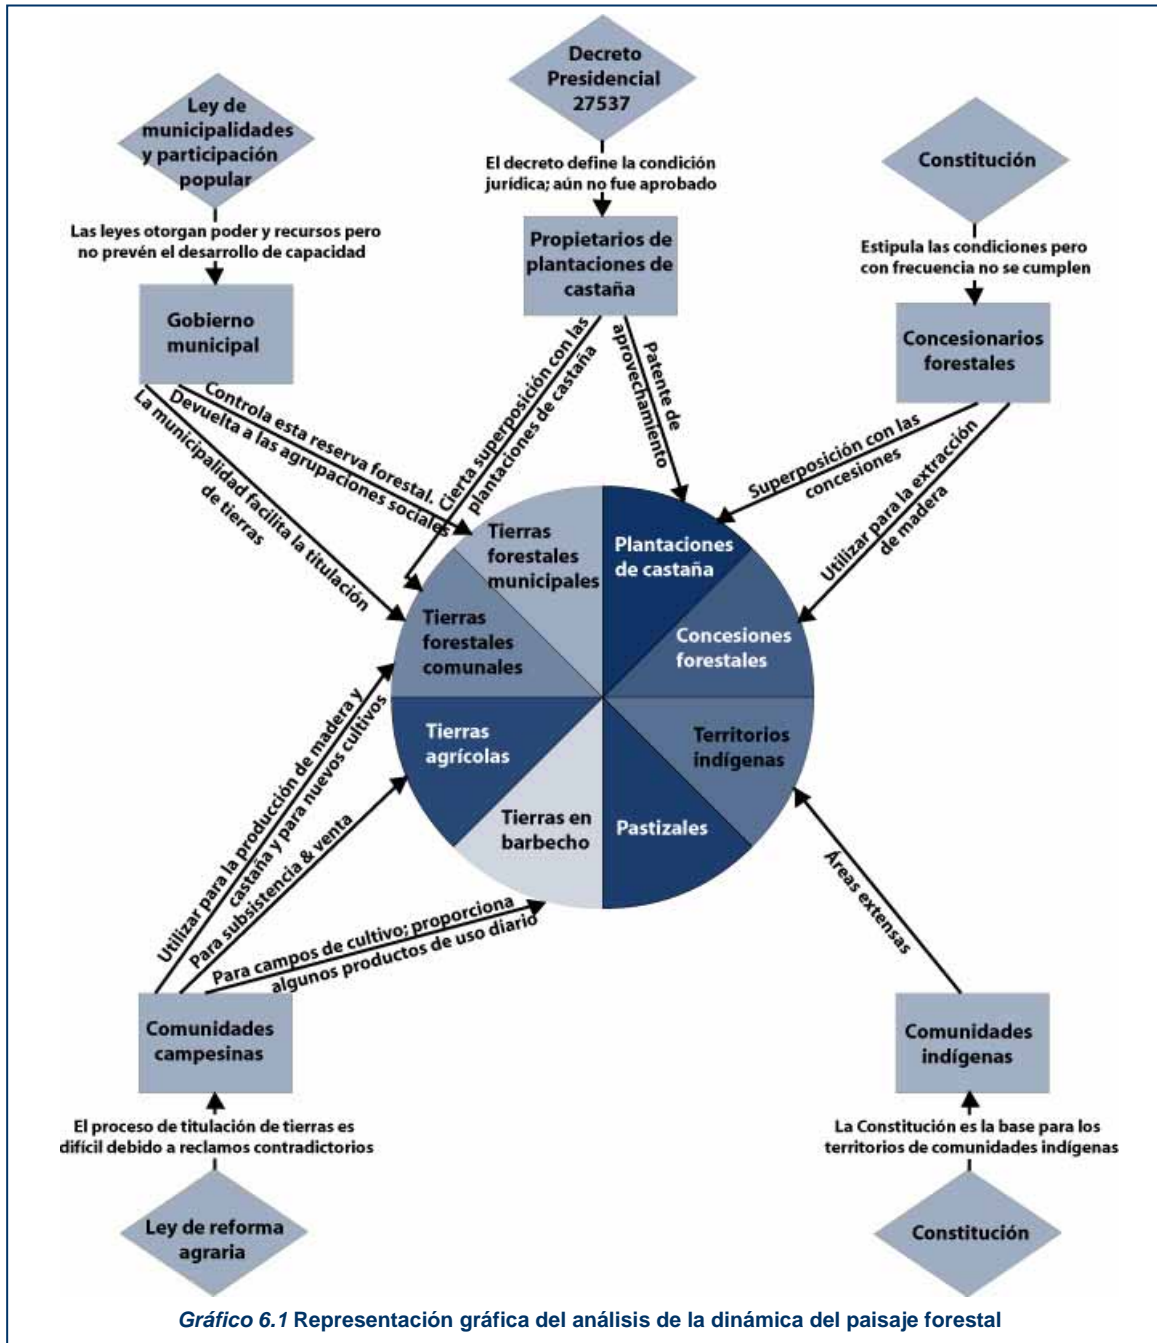 Decreto
Presidencial
27537
Ley de
municipalidades
y participación
popular
Constitución
El decreto define la condición
jurídica; aún no fue aprobado
Las leyes otorgan poder y recursos pero
no prevén el desarrollo de capacidad
Estipula las condiciones pero
con frecuencia no se cumplen
Propietarios de
plantaciones de
castaña
Gobierno
municipal
Concesionarios
forestales
Controla esta reserva forestal.
Devuelta a las agrupaciones sociales
La municipalidad facilita la titulación
de tierras
Cierta superposición con las
plantaciones de castaña
Patente de
aprovechamiento
Superposición con las
concesiones
Utilizar para la extracción
de madera
Tierras
forestales
municipales
Plantaciones
de castaña
Tierras
forestales
comunales
Concesiones
forestales
Tierras
agrícolas
Territorios
indígenas
Tierras en
barbecho
Pastizales
Utilizar para la producción de madera y
castaña y para nuevos cultivos
Para subsistencia & venta
Para campos de cultivo; proporciona
algunos productos de uso diario
Áreas extensas
Comunidades
campesinas
Comunidades
indígenas
El proceso de titulación de tierras es
difícil debido a reclamos contradictorios
La Constitución es la base para los
territorios de comunidades indígenas
Ley de reforma
agraria
Constitución
Gráfico 6.1 Representación gráfica del análisis de la dinámica del paisaje forestal